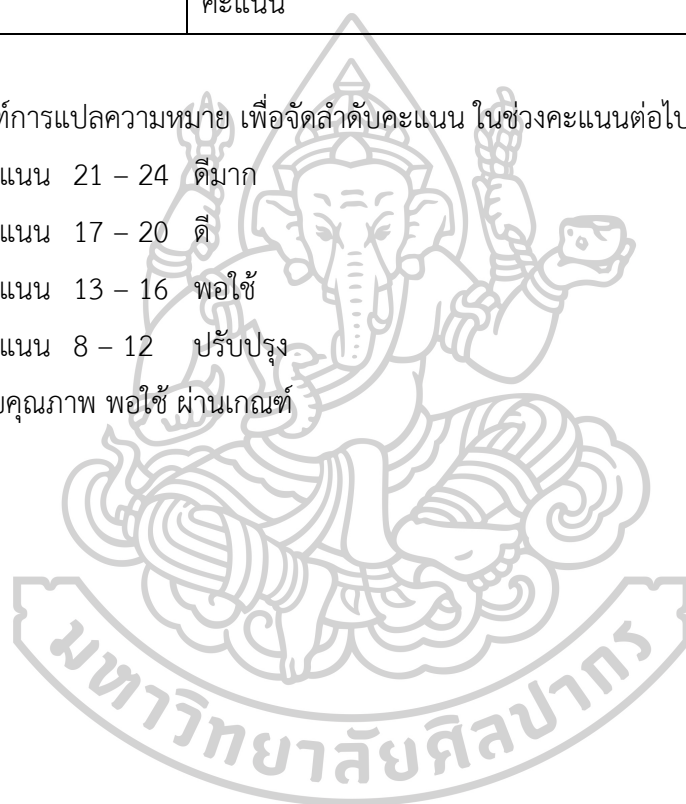 คะแนน
ฑ์การแปลความหมาย เพื่อจัดลำดับคะแนน ในช่วงคะแนนต่อไป
แนน 21 – 24 ดีมาก
แนน 17 – 20 ดี
แนน 13 – 16 พอใช้
แนน 8 – 12 ปรับปรุง
คุณภาพ พอใช้ ผ่านเกณฑ์
มหาวิทยาลัยศิลปากร